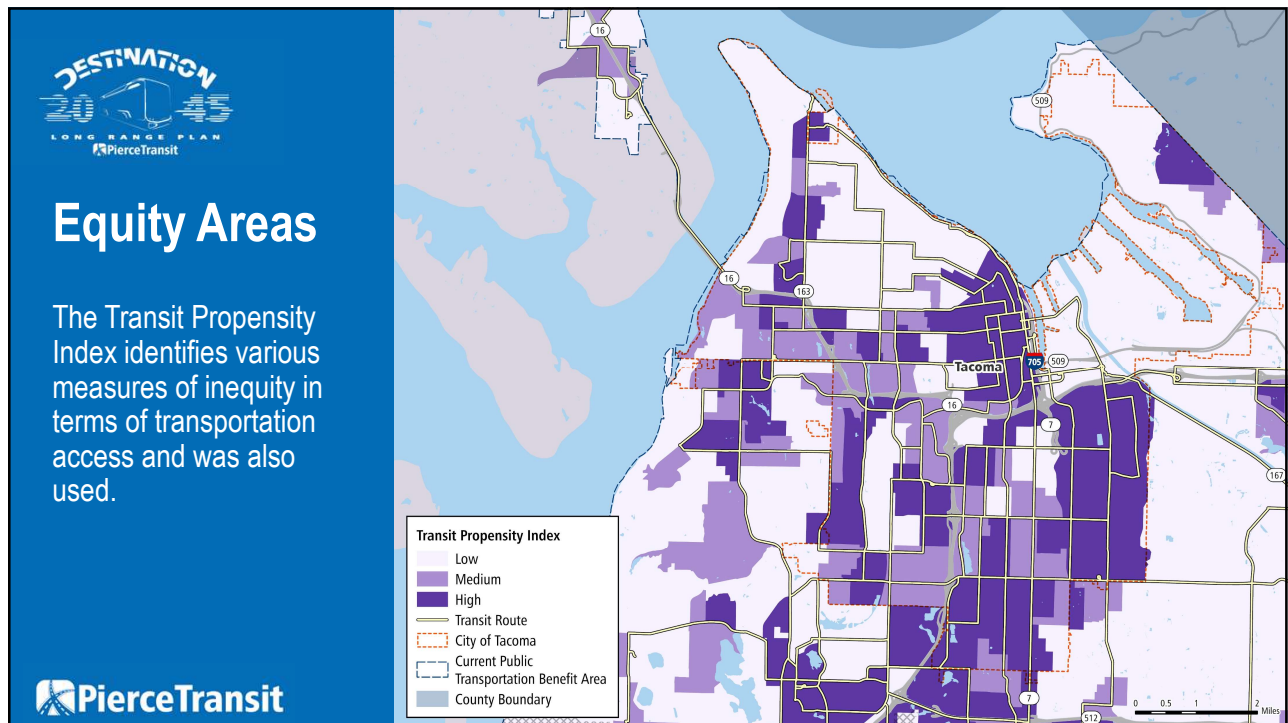 DESTINATION
20 45
LONG RANGE PLAN
PierceTransit
Equity Areas
The Transit Propensity
Index identifies various
measures of inequity in
terms of transportation
access and was also
used.
PierceTransit
16
509
16
163
Tacoma
705
509
16
7
167
7
512
Transit Propensity Index
Low
Medium
High
Transit Route
City of Tacoma
Current Public
Transportation Benefit Area
County Boundary
0 0.5 1 2
Miles